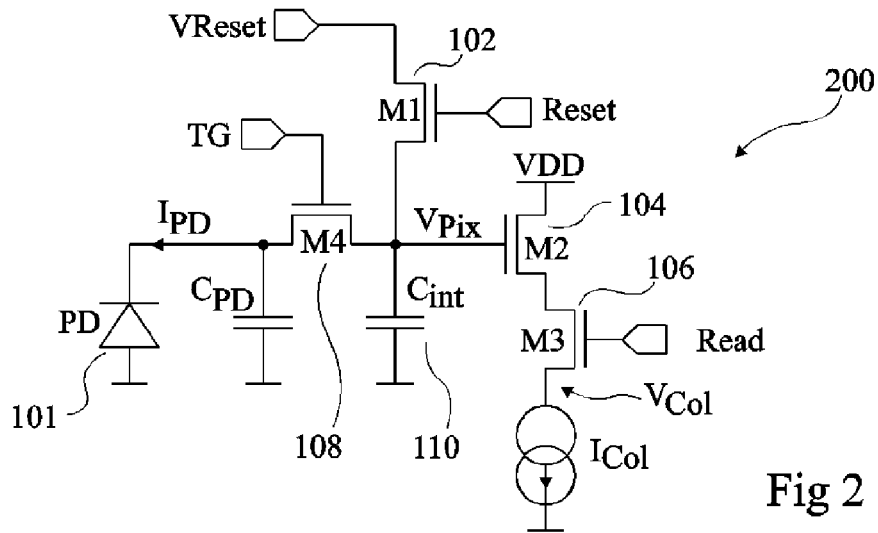 VReset
102
200
M1
Reset
TG
VDD
104
IPD
VPix
M4
M2
106
CPD
Cint
PD
M3
Read
101
108
110
VCol
ICol
Fig 2